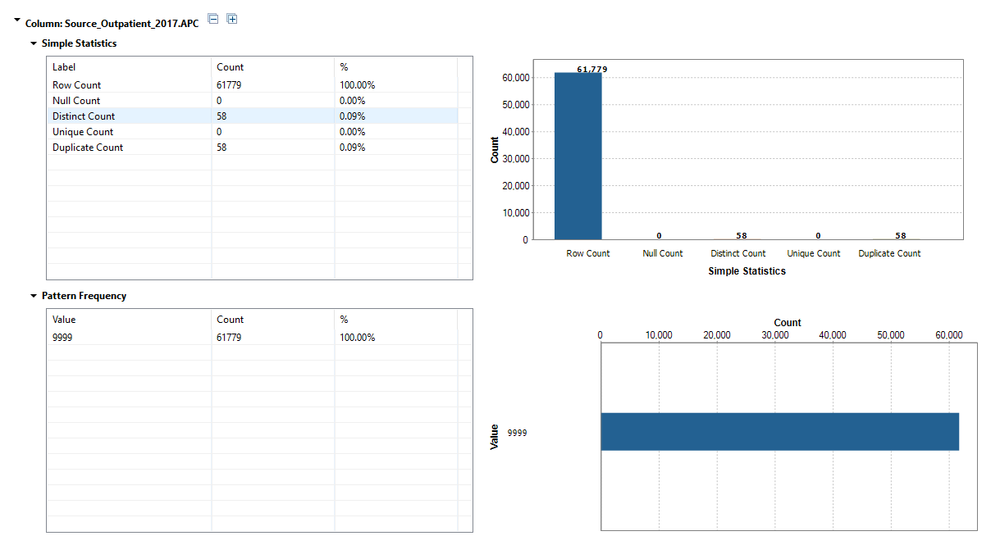 Column: Source_Outpatient_2017.APC
Simple Statistics
Label Count %
Row Count 61779 100.00%
Null Count 0 0.00%
Distinct Count 58 0.09%
Unique Count 0 0.00%
Duplicate Count 58 0.09%
61,779
60,000
50,000
40,000
30,000
20,000
10,000
0
Count
0 58 0 58
Row Count Null Count Distinct Count Unique Count Duplicate Count
Simple Statistics
Pattern Frequency
Value Count %
9999 61779 100.00%
Count
0 10,000 20,000 30,000 40,000 50,000 60,000
Value
9999